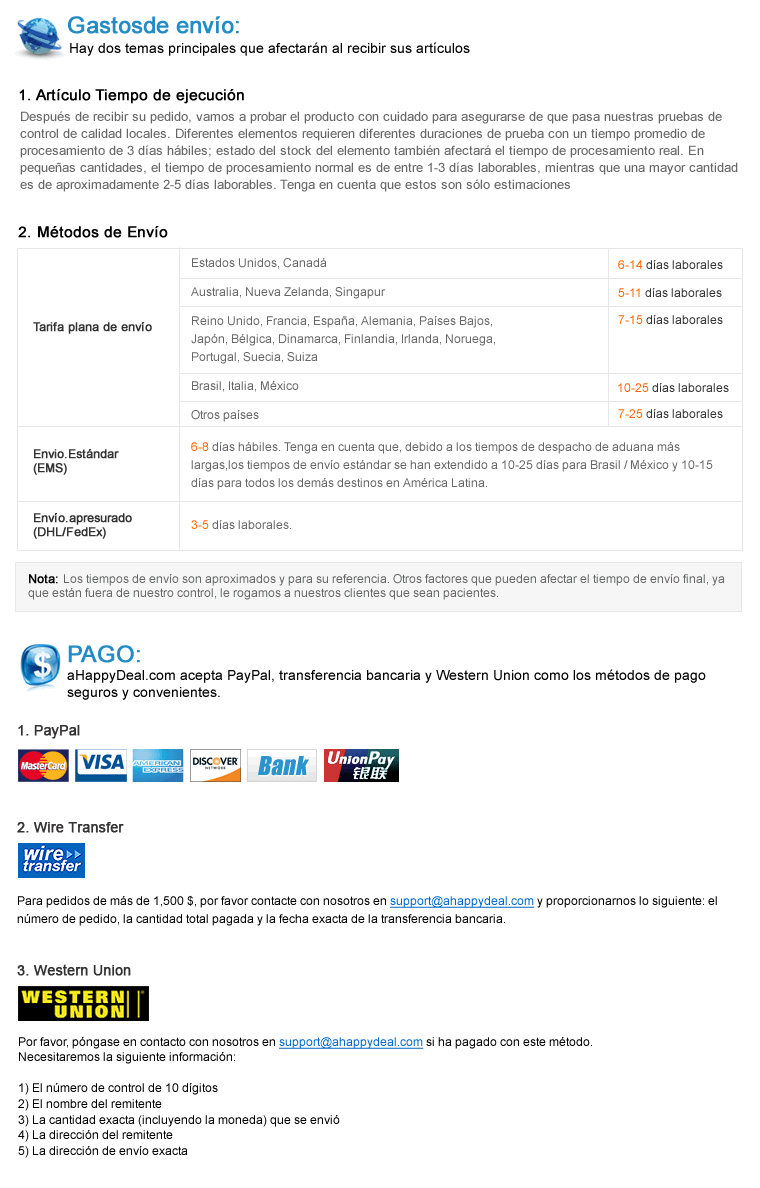 Gastosde envío:
Hay dos temas principales que afectarán al recibir sus artículos
1. Artículo Tiempo de ejecución
Después de recibir su pedido, vamos a probar el producto con cuidado para asegurarse de que pasa nuestras pruebas de
control de calidad locales. Diferentes elementos requieren diferentes duraciones de prueba con un tiempo promedio de
procesamiento de 3 días hábiles; estado del stock del elemento también afectará el tiempo de procesamiento real. En
pequeñas cantidades, el tiempo de procesamiento normal es de entre 1-3 días laborables, mientras que una mayor cantidad
es de aproximadamente 2-5 días laborables. Tenga en cuenta que estos son sólo estimaciones
2. Métodos de Envío
Tarifa plana de envío
Estados Unidos, Canadá
6-14 días laborales
Australia, Nueva Zelanda, Singapur
5-11 días laborales
Reino Unido, Francia, España, Alemania, Países Bajos,
Japón, Bélgica, Dinamarca, Finlandia, Irlanda, Noruega,
Portugal, Suecia, Suiza
7-15 días laborales
Brasil, Italia, México
10-25 días laborales
Otros países
7-25 días laborales
Envio.Estándar
(EMS)
6-8 días hábiles. Tenga en cuenta que, debido a los tiempos de despacho de aduana más
largas,los tiempos de envío estándar se han extendido a 10-25 días para Brasil / México y 10-15
días para todos los demás destinos en América Latina.
Envío.apresurado
(DHL/FedEx)
3-5 días laborales.
Nota: Los tiempos de envío son aproximados y para su referencia. Otros factores que pueden afectar el tiempo de envío final, ya
que están fuera de nuestro control, le rogamos a nuestros clientes que sean pacientes.
$
PAGO:
aHappyDeal.com acepta PayPal, transferencia bancaria y Western Union como los métodos de pago
seguros y convenientes.
1. PayPal
MasterCard
VISA
AMERICAN EXPRESS
DISCOVER NETWORK
Bank
UnionPay 银联
2. Wire Transfer
wire transfer
Para pedidos de más de 1,500 $, por favor contacte con nosotros en support@ahappydeal.com y proporcionarnos lo siguiente: el
número de pedido, la cantidad total pagada y la fecha exacta de la transferencia bancaria.
3. Western Union
WESTERN UNION
Por favor, póngase en contacto con nosotros en support@ahappydeal.com si ha pagado con este método.
Necesitaremos la siguiente información:
1) El número de control de 10 dígitos
2) El nombre del remitente
3) La cantidad exacta (incluyendo la moneda) que se envió
4) La dirección del remitente
5) La dirección de envío exacta